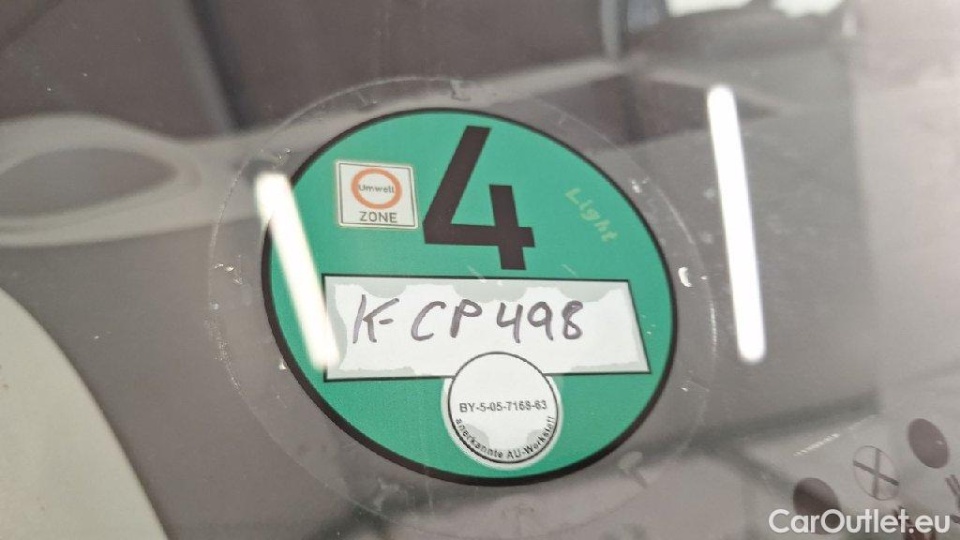 4
Umwelt
ZONE
Light
K-CP 498
BY-5-05-7168-63
anerkannte AU-Werkstatt
CarOutlet.eu